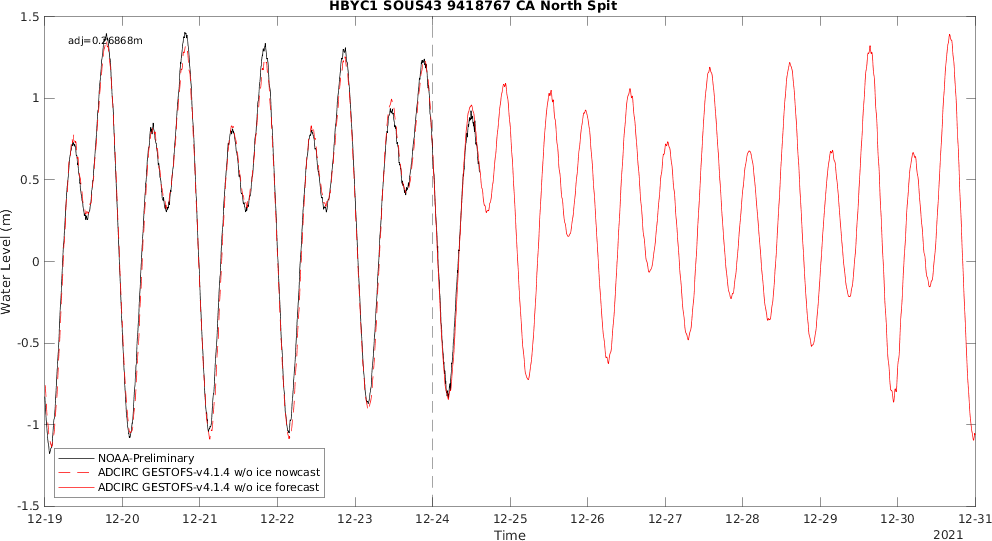 HBYC1 SOUS43 9418767 CA North Spit
adj=0.26868m
1.5
1
0.5
0
-0.5
-1
-1.5
Water Level (m)
NOAA-Preliminary
ADCIRC GESTOFS-v4.1.4 w/o ice nowcast
ADCIRC GESTOFS-v4.1.4 w/o ice forecast
12-19 12-20 12-21 12-22 12-23 12-24 12-25 12-26 12-27 12-28 12-29 12-30 12-31
Time
2021